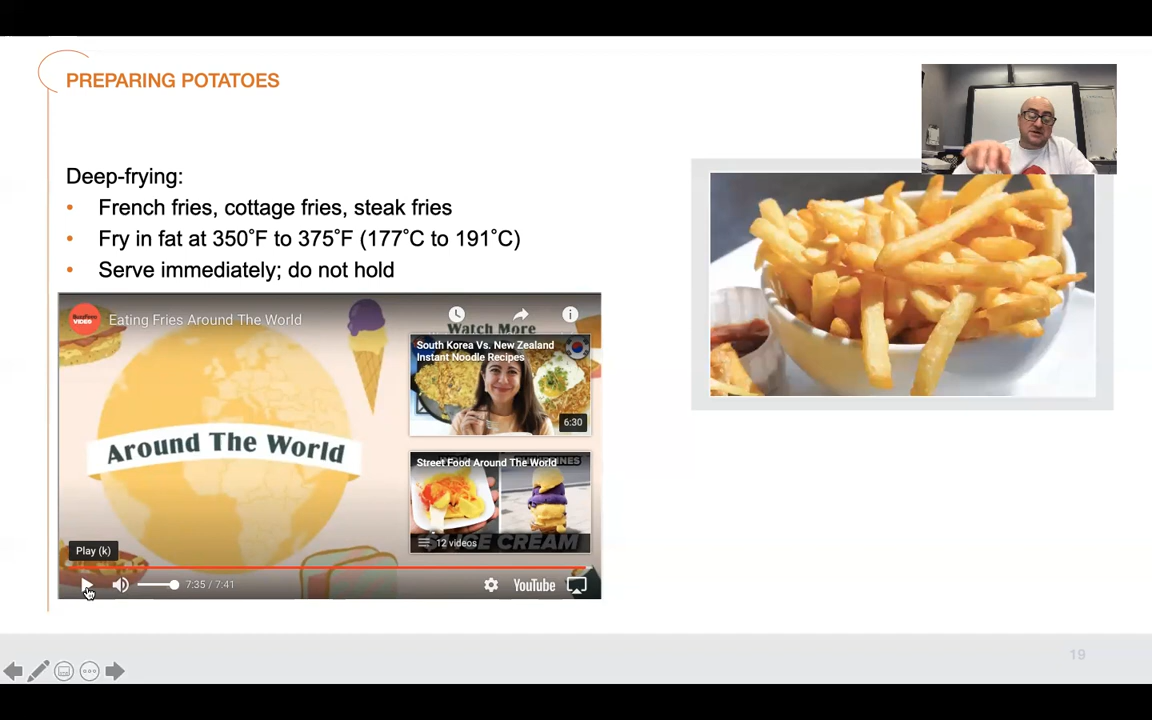 PREPARING POTATOES
Deep-frying:
• French fries, cottage fries, steak fries
• Fry in fat at 350˚F to 375˚F (177˚C to 191˚C)
• Serve immediately; do not hold
VIDEO
Eating Fries Around The World
Watch More
South Korea Vs. New Zealand
Instant Noodle Recipes
6:30
Around The World
Street Food Around The World
12 videos
ICE CREAM
Play (k)
7:35 / 7:41
YouTube
19